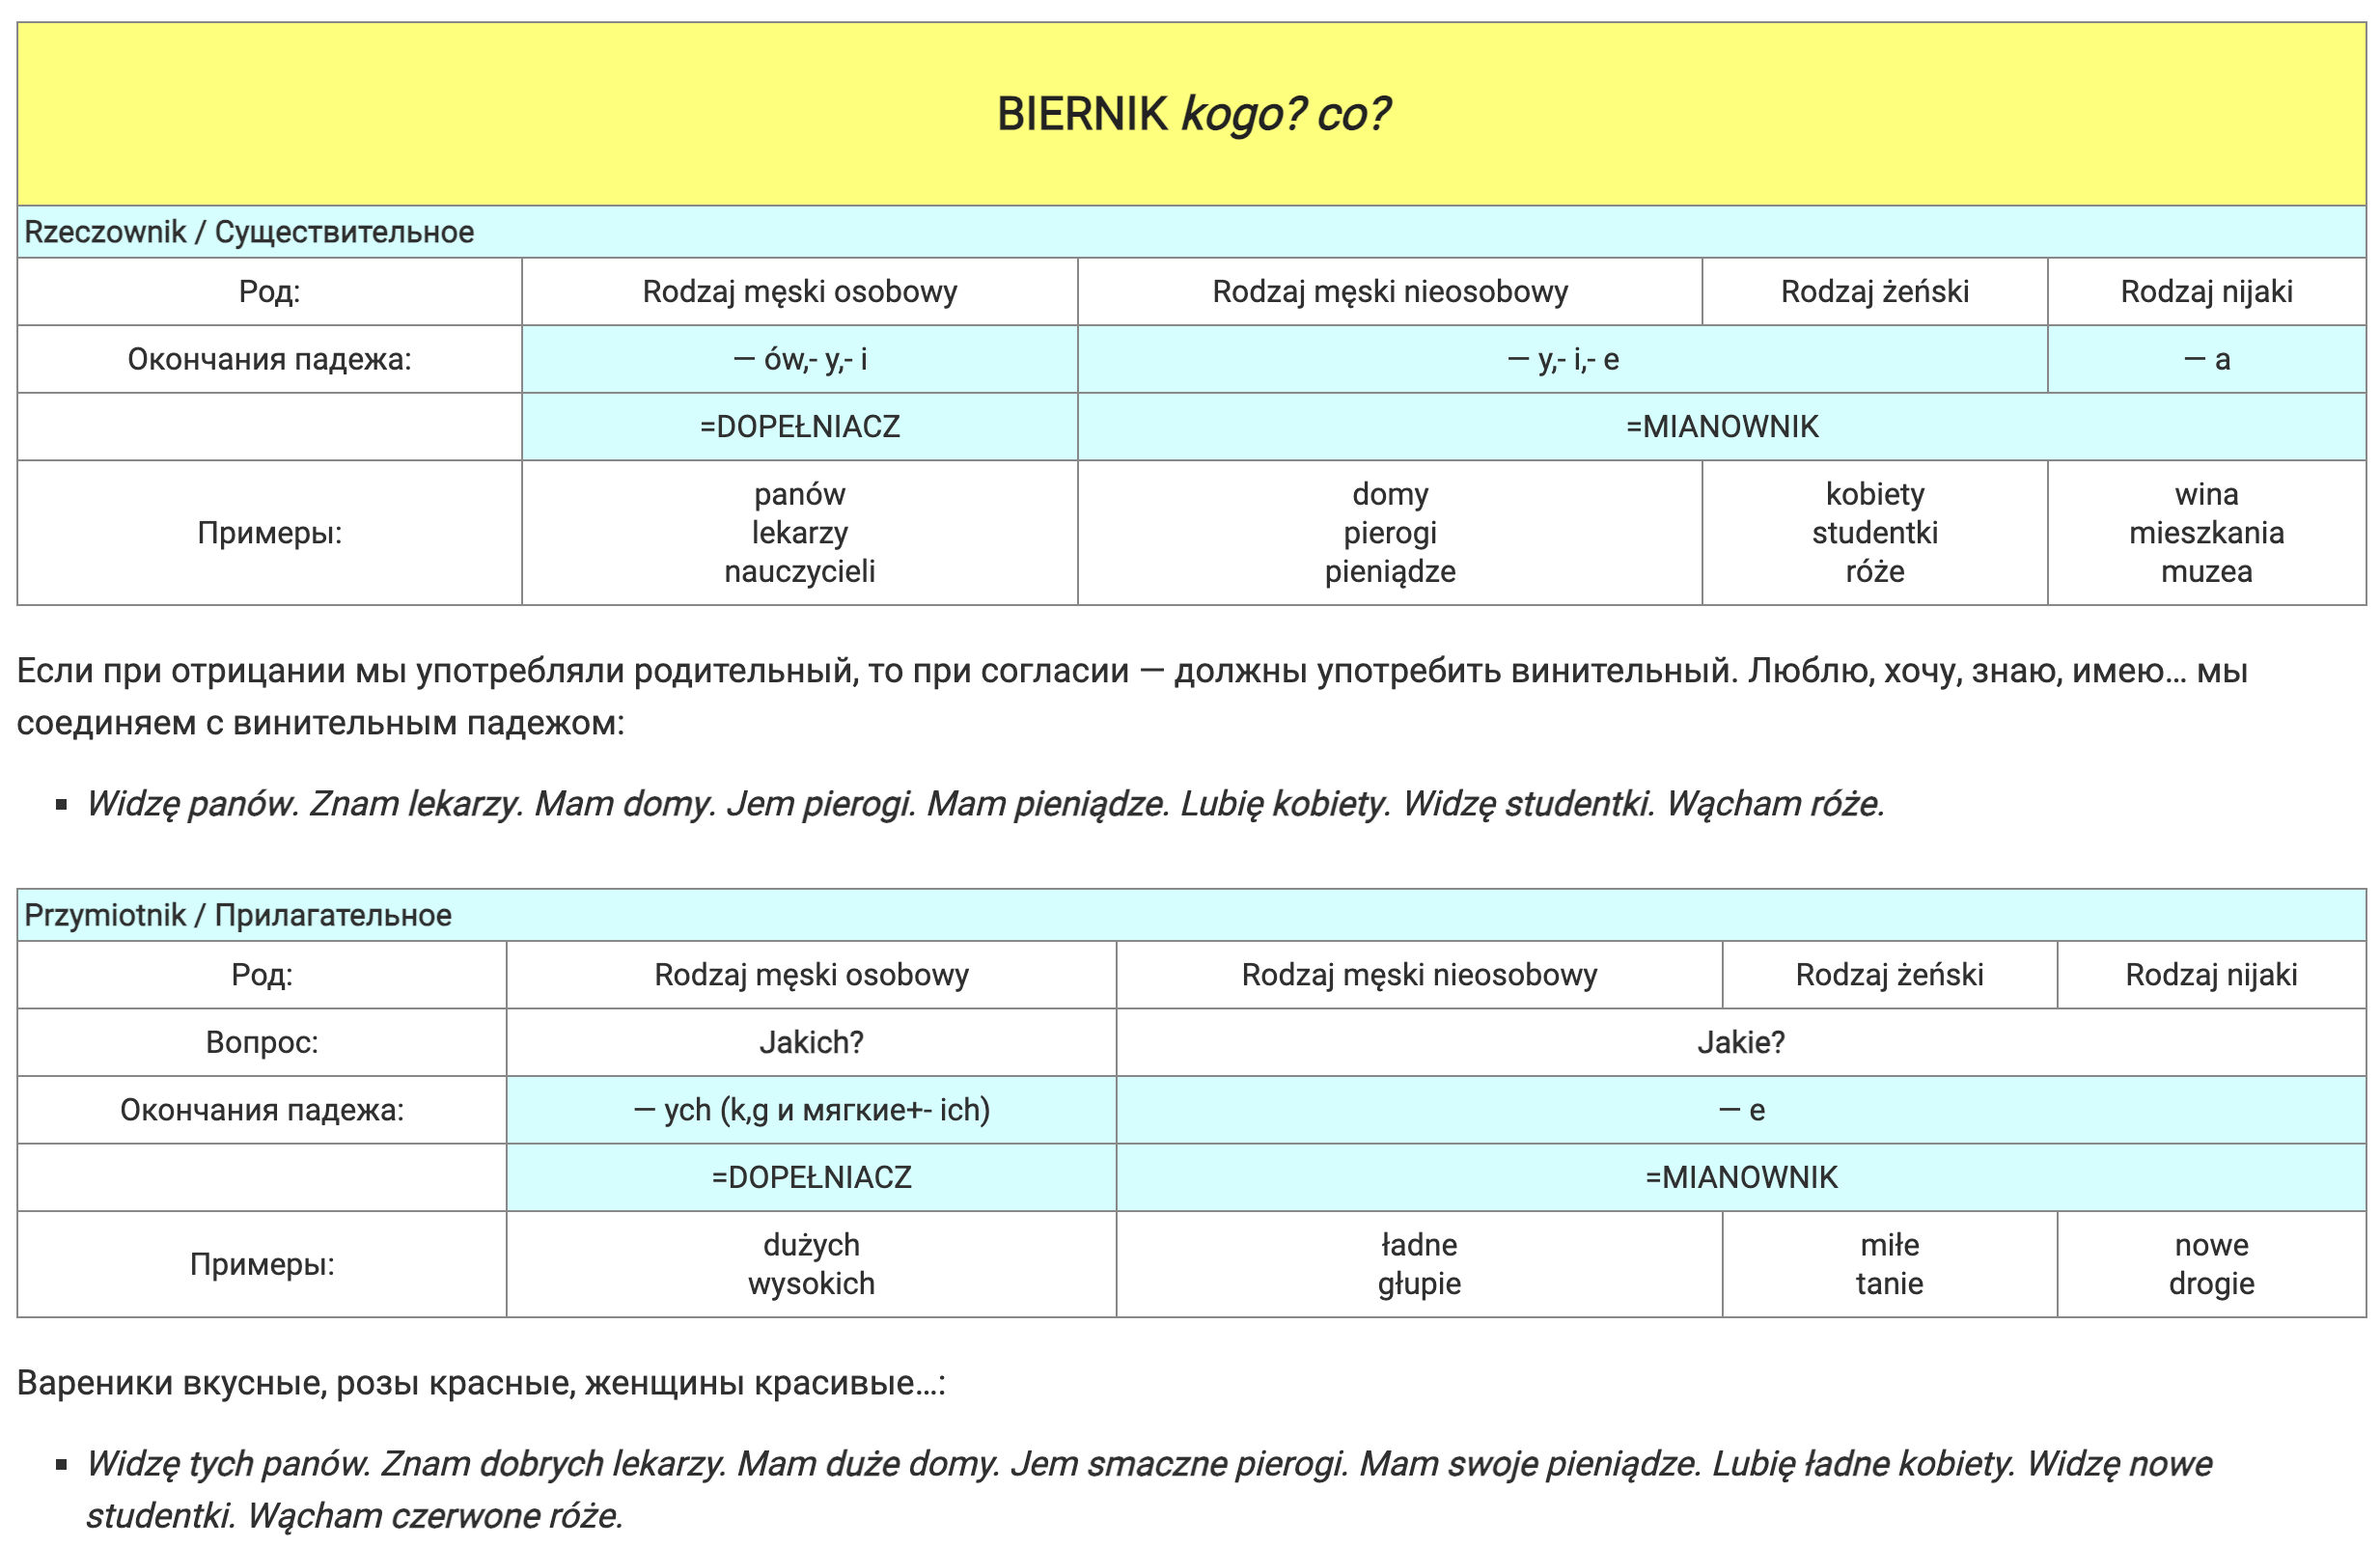 BIERNIK kogo? co?
Rzeczownik / Существительное
Род: Rodzaj męski osobowy Rodzaj męski nieosobowy Rodzaj żeński Rodzaj nijaki
Окончания падежа: — ów,- y,- i — y,- i,- e — a
=DOPEŁNIACZ =MIANOWNIK
Примеры:
panów domy kobiety wina
lekarzy pierogi studentki mieszkania
nauczycieli pieniądze róże muzea
Если при отрицании мы употребляли родительный, то при согласии — должны употребить винительный. Люблю, хочу, знаю, имею... мы
соединяем с винительным падежом:
▪ Widzę panów. Znam lekarzy. Mam domy. Jem pierogi. Mam pieniądze. Lubię kobiety. Widzę studentki. Wącham róże.
Przymiotnik / Прилагательное
Род: Rodzaj męski osobowy Rodzaj męski nieosobowy Rodzaj żeński Rodzaj nijaki
Вопрос: Jakich? Jakie?
Окончания падежа: — ych (k,g и мягкие+- ich) — e
=DOPEŁNIACZ =MIANOWNIK
Примеры:
dużych ładne miłe nowe
wysokich głupie tanie drogie
Вареники вкусные, розы красные, женщины красивые...:
▪ Widzę tych panów. Znam dobrych lekarzy. Mam duże domy. Jem smaczne pierogi. Mam swoje pieniądze. Lubię ładne kobiety. Widzę nowe
studentki. Wącham czerwone róże.